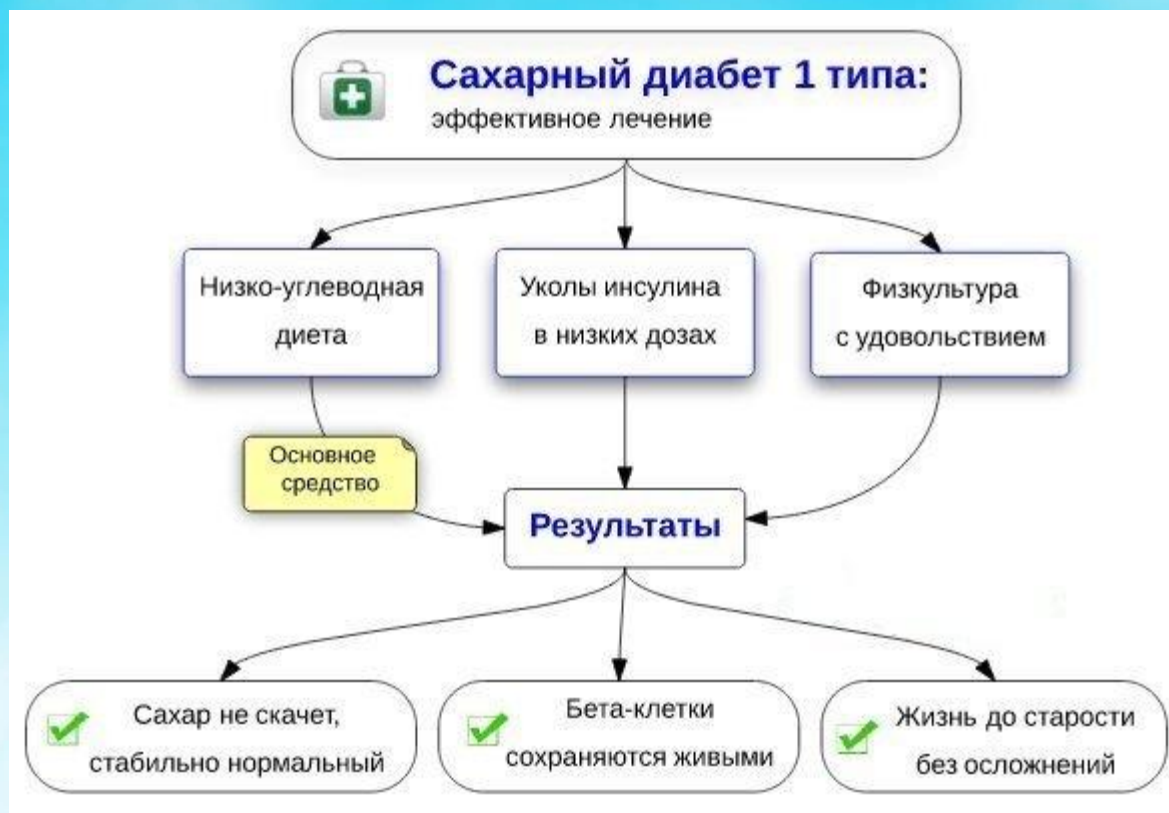 Сахарный диабет 1 типа:
эффективное лечение
Низко-углеводная
диета
Уколы инсулина
в низких дозах
Физкультура
с удовольствием
Основное
средство
Результаты
Сахар не скачет,
стабильно нормальный
Бета-клетки
сохраняются живыми
Жизнь до старости
без осложнений